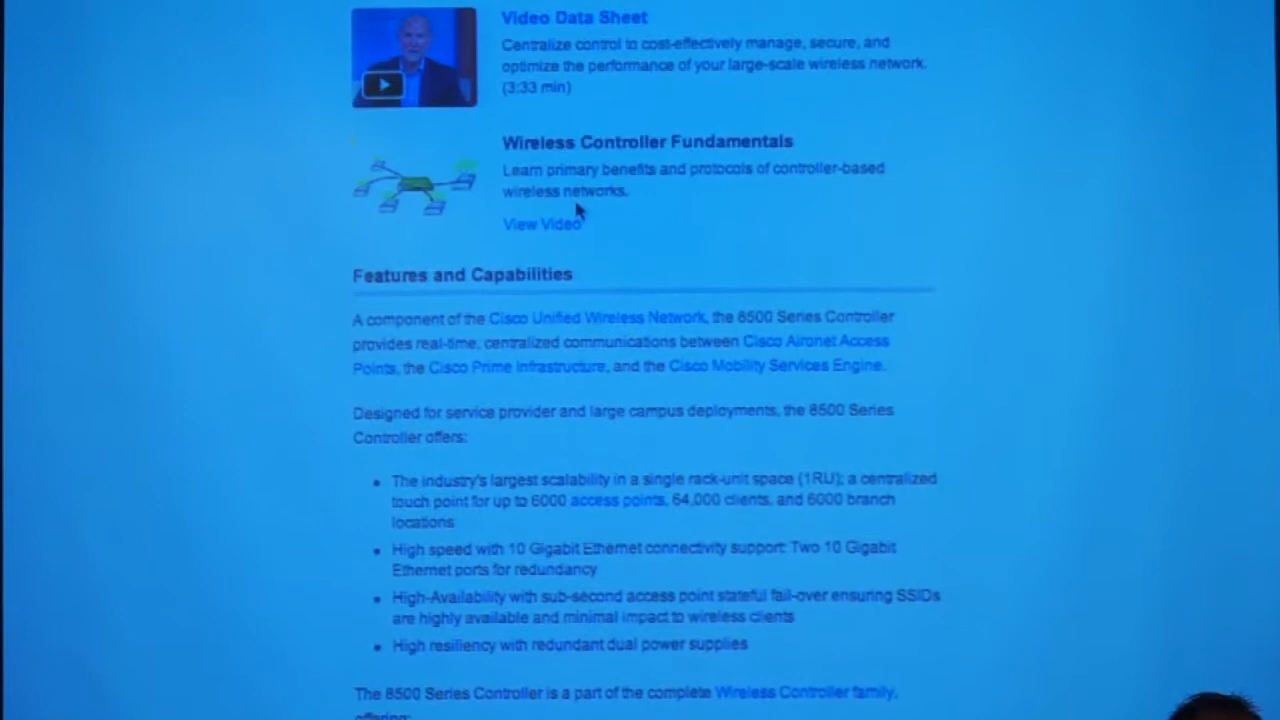 Video Data Sheet
Centralize control to cost-effectively manage, secure, and
optimize the performance of your large-scale wireless network.
(3:33 min)
Wireless Controller Fundamentals
Learn primary benefits and protocols of controller-based
wireless networks.
View Video
Features and Capabilities
A component of the Cisco Unified Wireless Network, the 8500 Series Controller
provides real-time, centralized communications between Cisco Aironet Access
Points, the Cisco Prime Infrastructure, and the Cisco Mobility Services Engine.
Designed for service provider and large campus deployments, the 8500 Series
Controller offers:
The industry's largest scalability in a single rack-unit space (1RU); a centralized
touch point for up to 6000 access points, 64,000 clients, and 6000 branch
locations
High speed with 10 Gigabit Ethernet connectivity support: Two 10 Gigabit
Ethernet ports for redundancy
High-Availability with sub-second access point stateful fail-over ensuring SSIDs
are highly available and minimal impact to wireless clients
High resiliency with redundant dual power supplies
The 8500 Series Controller is a part of the complete Wireless Controller family,
offering: